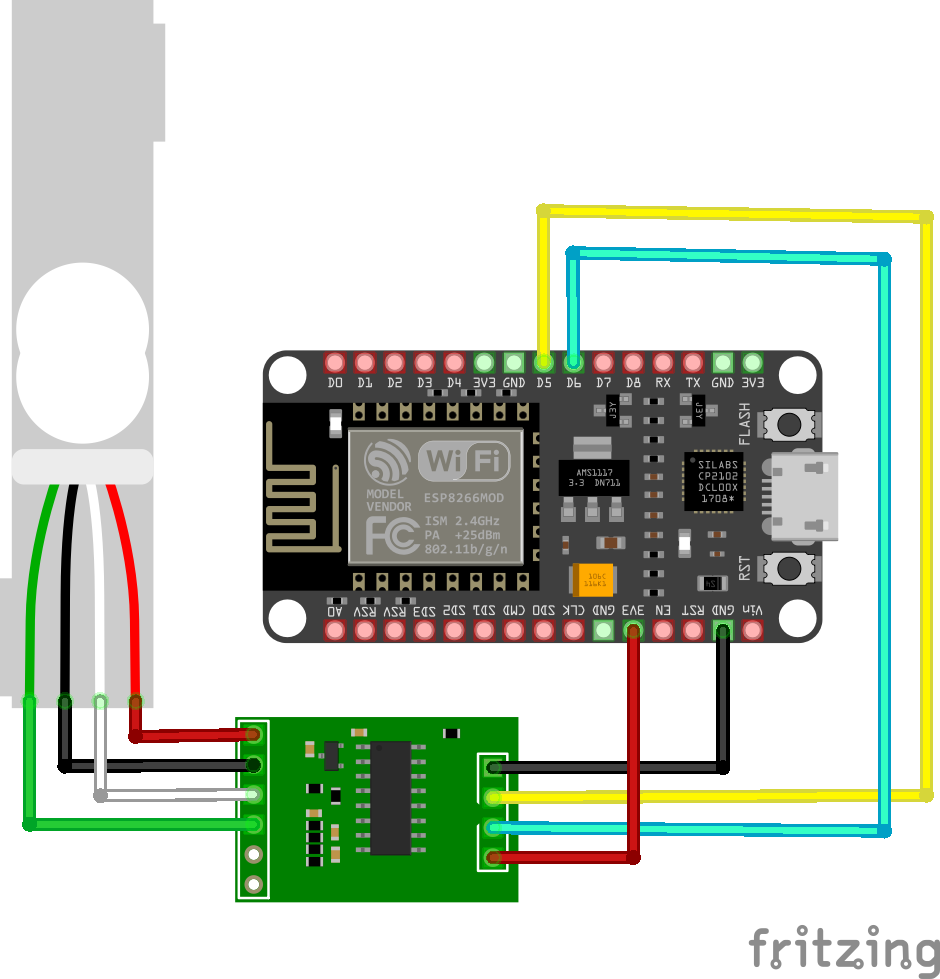 D0 D1 D2 D3 D4 3V3 GND D5 D6 D7 D8 RX TX GND 3V3
J3Y
J3Y
FLASH
WiFi
MODEL
VENDOR
ESP8266MOD
FC
ISM 2.4GHz
PA +25dBm
802.11b/g/n
AMS1117
3.3 DN711
SILABS
CP2102
DCL00X
1708*
RST
A0 RSV RSV SD3 SD2 SD1 CMD SD0 CLK GND 3V3 EN RST GND Vin
fritzing